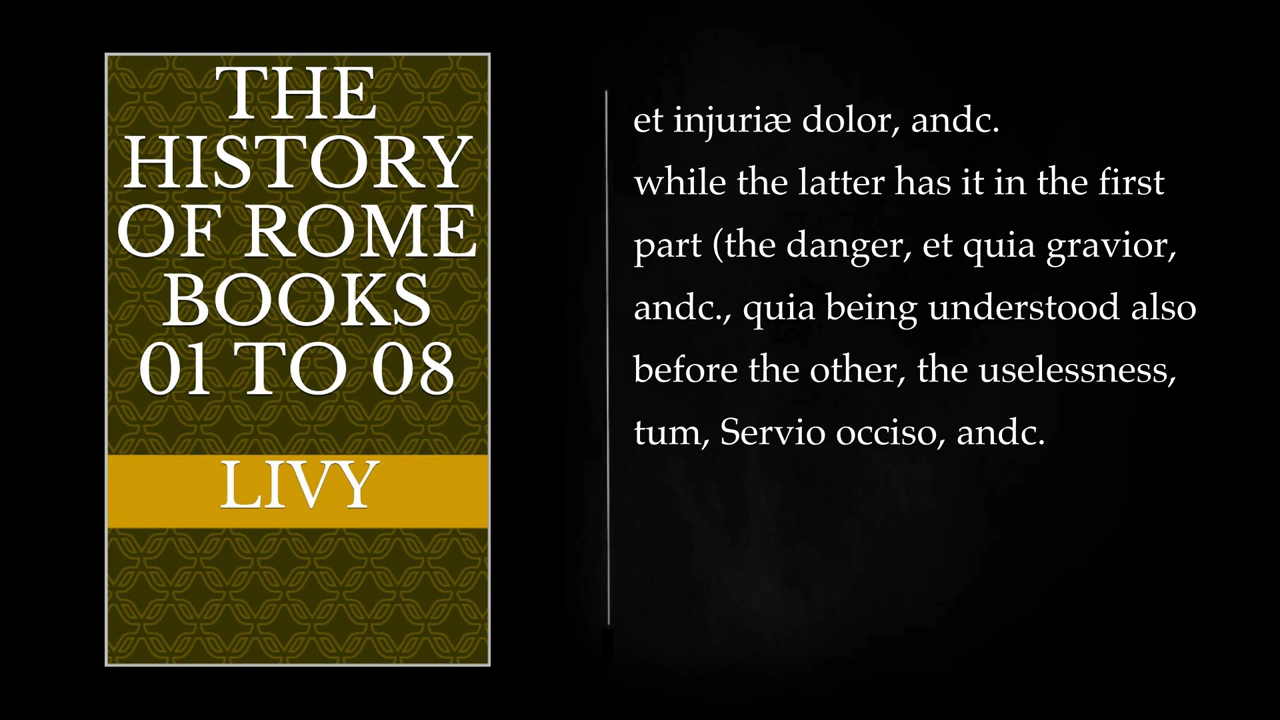 THE
HISTORY
OF ROME
BOOKS
01 TO 08
LIVY
et injuriæ dolor, andc.
while the latter has it in the first
part (the danger, et quia gravior,
andc., quia being understood also
before the other, the uselessness,
tum, Servio occiso, andc.